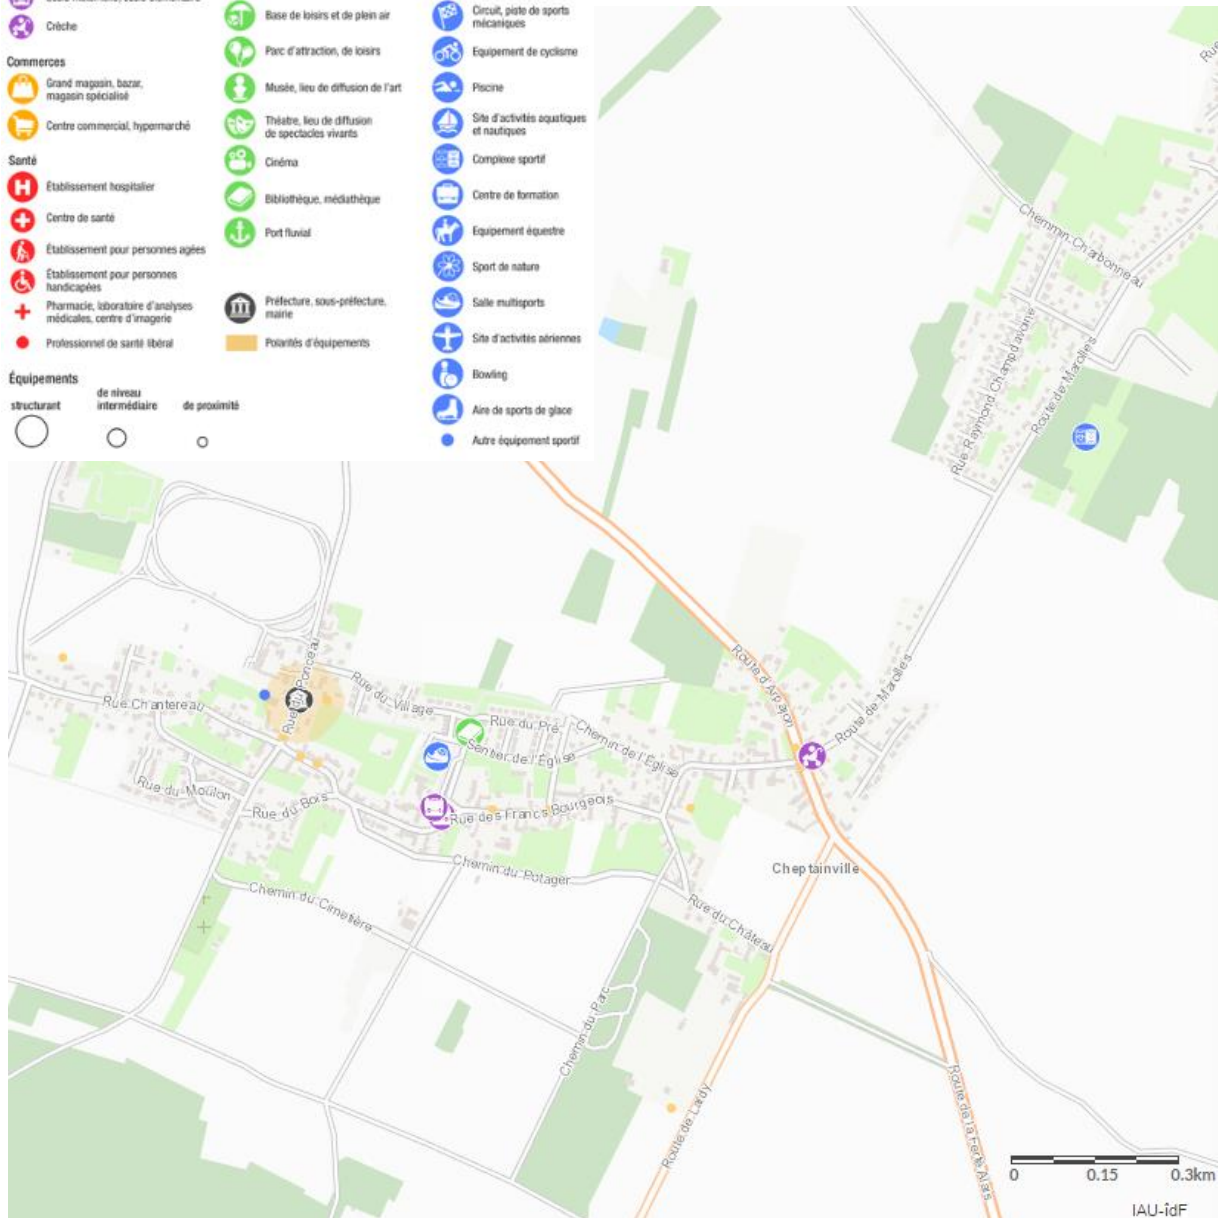 Crèche
Commerces
Grand magasin, bazar,
magasin spécialisé
Centre commercial, hypermarché
Santé
Établissement hospitalier
Centre de santé
Établissement pour personnes agées
Établissement pour personnes
handicapées
Pharmacie, laboratoire d'analyses
médicales, centre d'imagerie
Professionnel de santé libéral
Équipements
structurant
de niveau
intermédiaire
de proximité
Base de loisirs et de plein air
Parc d'attraction, de loisirs
Musée, lieu de diffusion de l'art
Théatre, lieu de diffusion
de spectacles vivants
Cinéma
Bibliothèque, médiathèque
Port fluvial
Préfecture, sous-préfecture,
mairie
Polarités d'équipements
Circuit, piste de sports
mécaniques
Equipement de cyclisme
Piscine
Site d'activités aquatiques
et nautiques
Complexe sportif
Centre de formation
Equipement équestre
Sport de nature
Salle multisports
Site d'activités aériennes
Bowling
Aire de sports de glace
Autre équipement sportif
Rue
Chemmin Charbonneau
Rue Raymond Champdavoine
Route de Marolles
Rue du Ponceau
Rue Chantereau
Rue du Village
Rue du Pré
Sentier de l'Église
Chemin de l'Église
Route d'Arpajon
Route de Marolles
Rue du Moulon
Rue du Bois
Rue des Francs Bourgeois
Chemin du Potager
Cheptainville
Chemin du Cimetière
Rue du Château
Chemin du Parc
Route de Lardy
Route de la Ferté Alais
0 0.15 0.3km
IAU-îdF